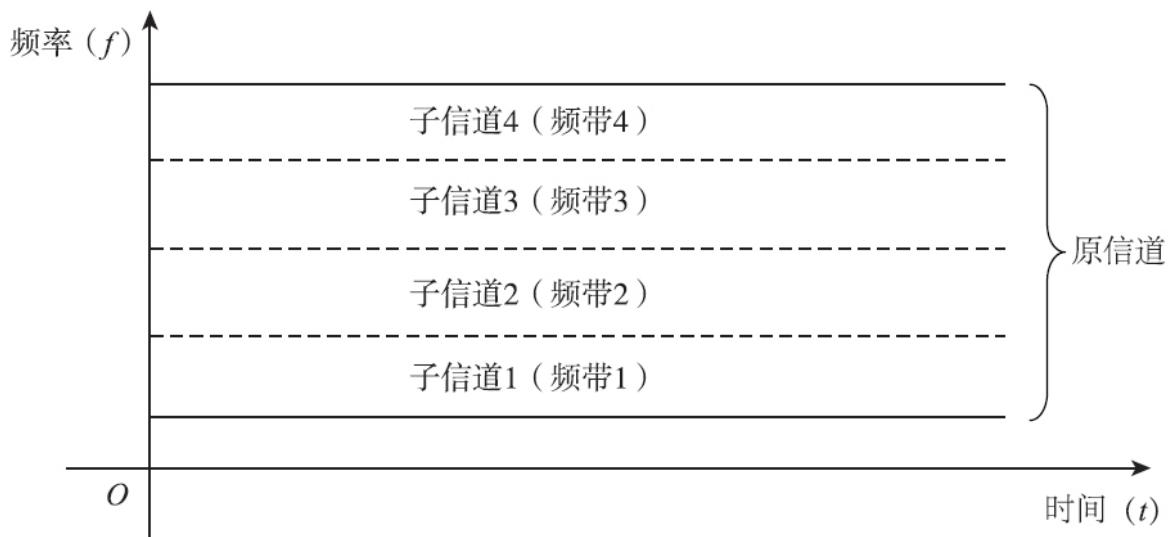 频率（f）
子信道4（频带4）
子信道3（频带3）
原信道
子信道2（频带2）
子信道1（频带1）
O
时间（t）